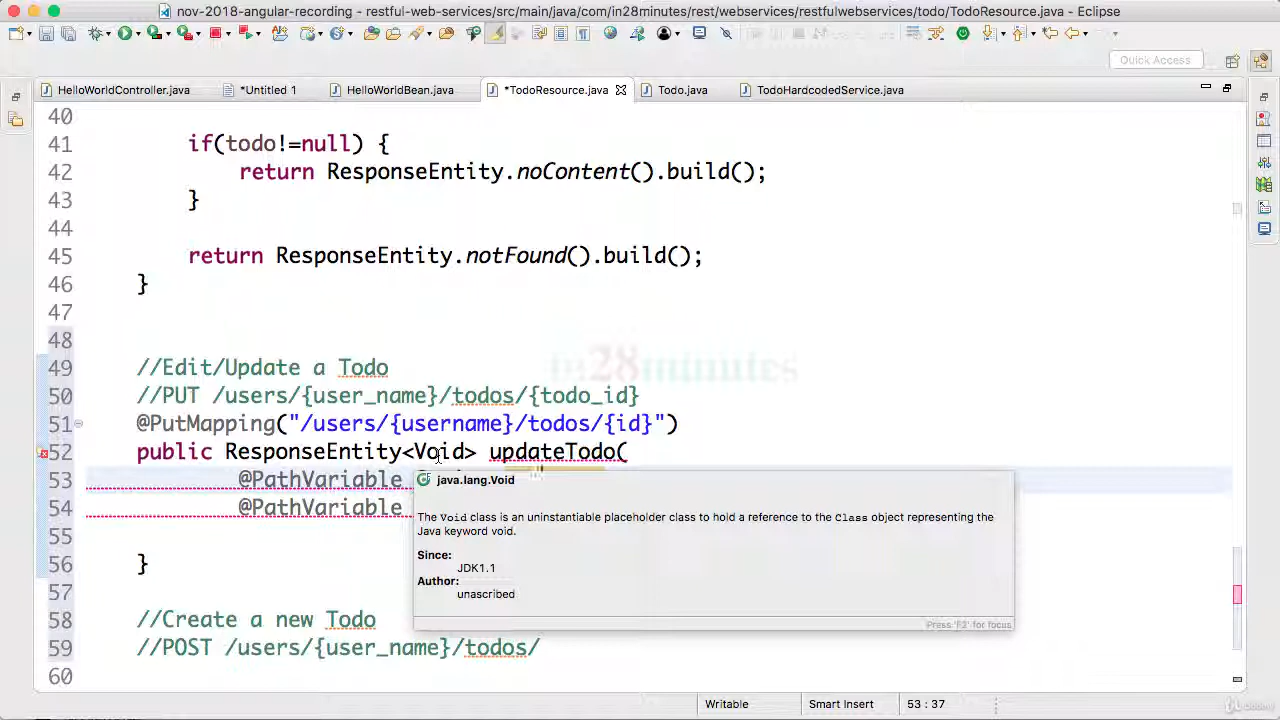 nov-2018-angular-recording - restful-web-services/src/main/java/com/in28minutes/rest/webservices/restfulwebservices/todo/TodoResource.java - Eclipse
Quick Access
HelloWorldController.java
*Untitled 1
HelloWorldBean.java
*TodoResource.java
Todo.java
TodoHardcodedService.java
40
41 if(todo!=null) {
42 return ResponseEntity.noContent().build();
43 }
44
45 return ResponseEntity.notFound().build();
46 }
47
48
in28minutes
49 //Edit/Update a Todo
50 //PUT /users/{user_name}/todos/{todo_id}
51 @PutMapping("/users/{username}/todos/{id}")
52 public ResponseEntity<Void> updateTodo(
53 @PathVariable
54 @PathVariable
55
56 }
57
58 //Create a new Todo
59 //POST /users/{user_name}/todos/
60
java.lang.Void
The Void class is an uninstantiable placeholder class to hold a reference to the Class object representing the
Java keyword void.
Since:
JDK1.1
Author:
unascribed
Press 'F2' for focus
Writable
Smart Insert
53 : 37
Udemy